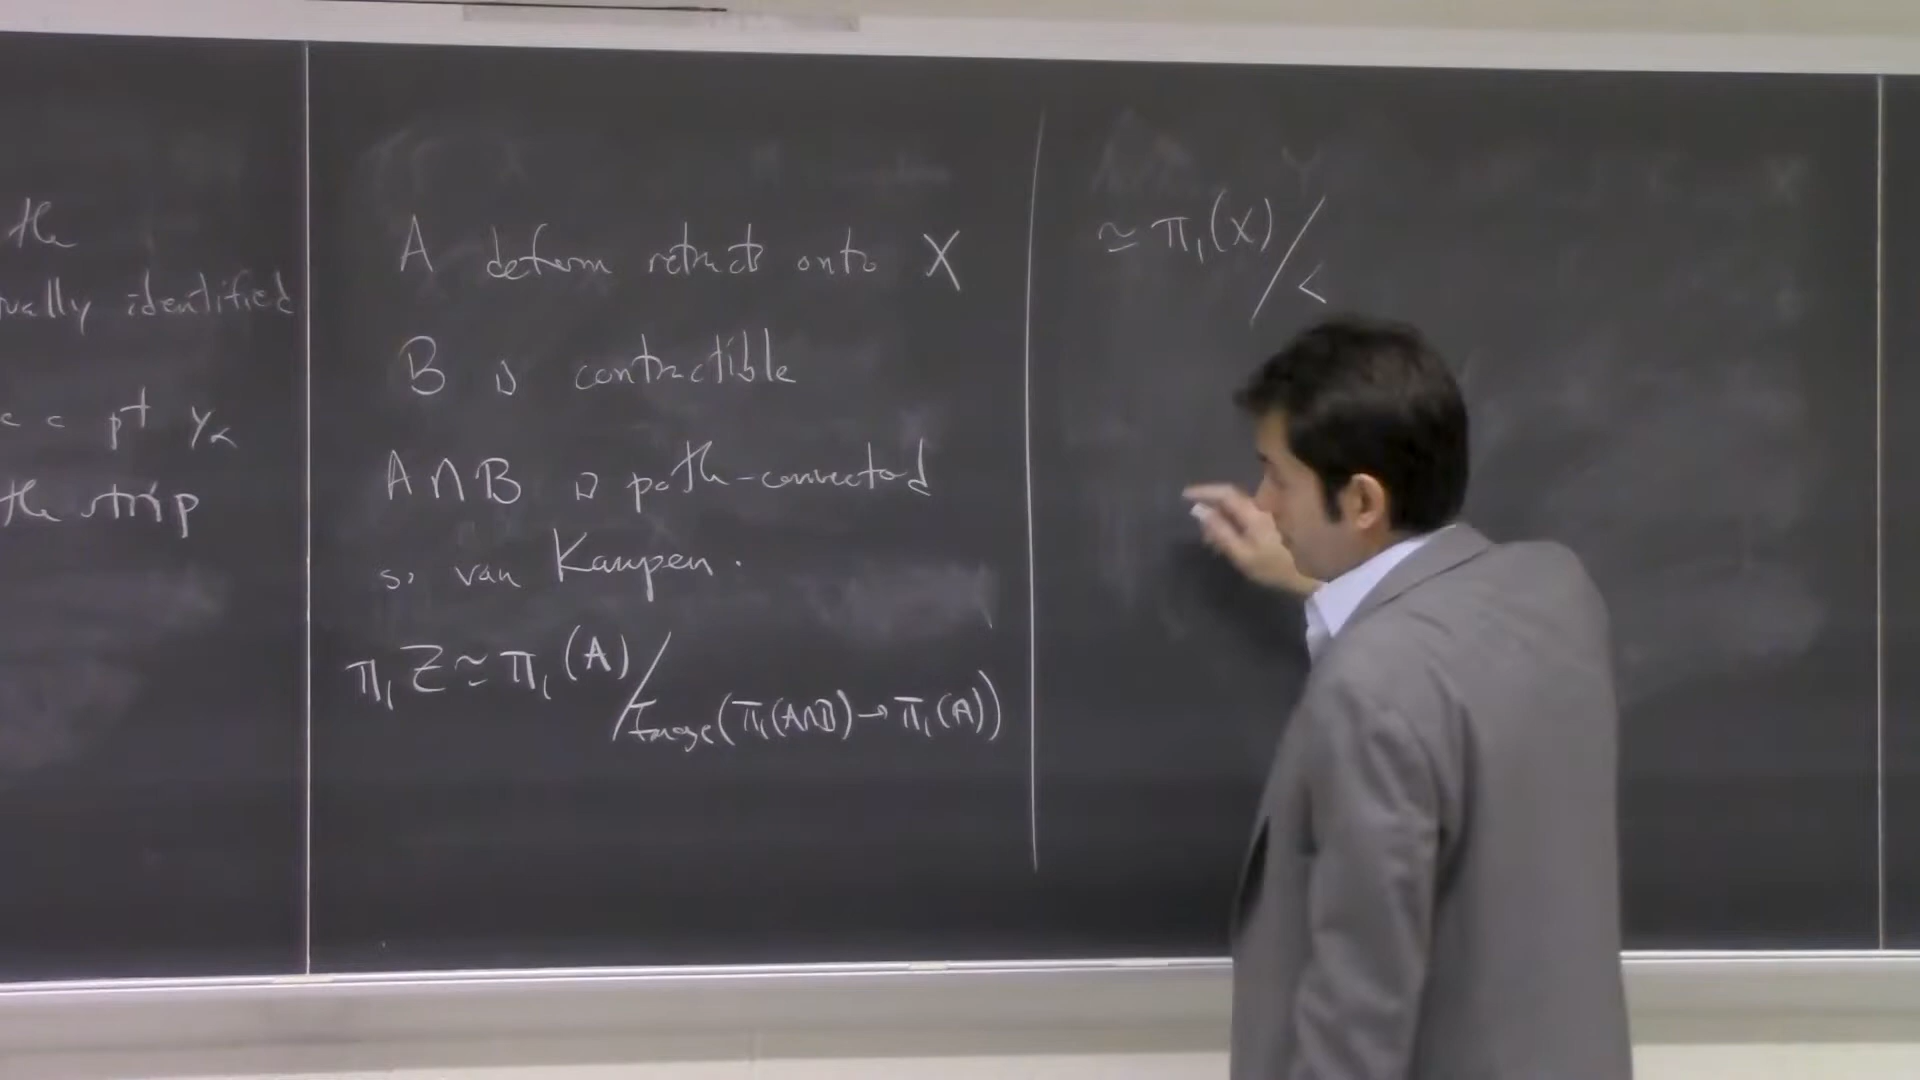 the
ually identified
pt yα
the strip
A deform retracts onto X
B is contractible
A∩B is path-connected
so van Kampen.
π₁Z ≃ π₁(A) / Image(π₁(A∩B) → π₁(A))
≃ π₁(X) / <